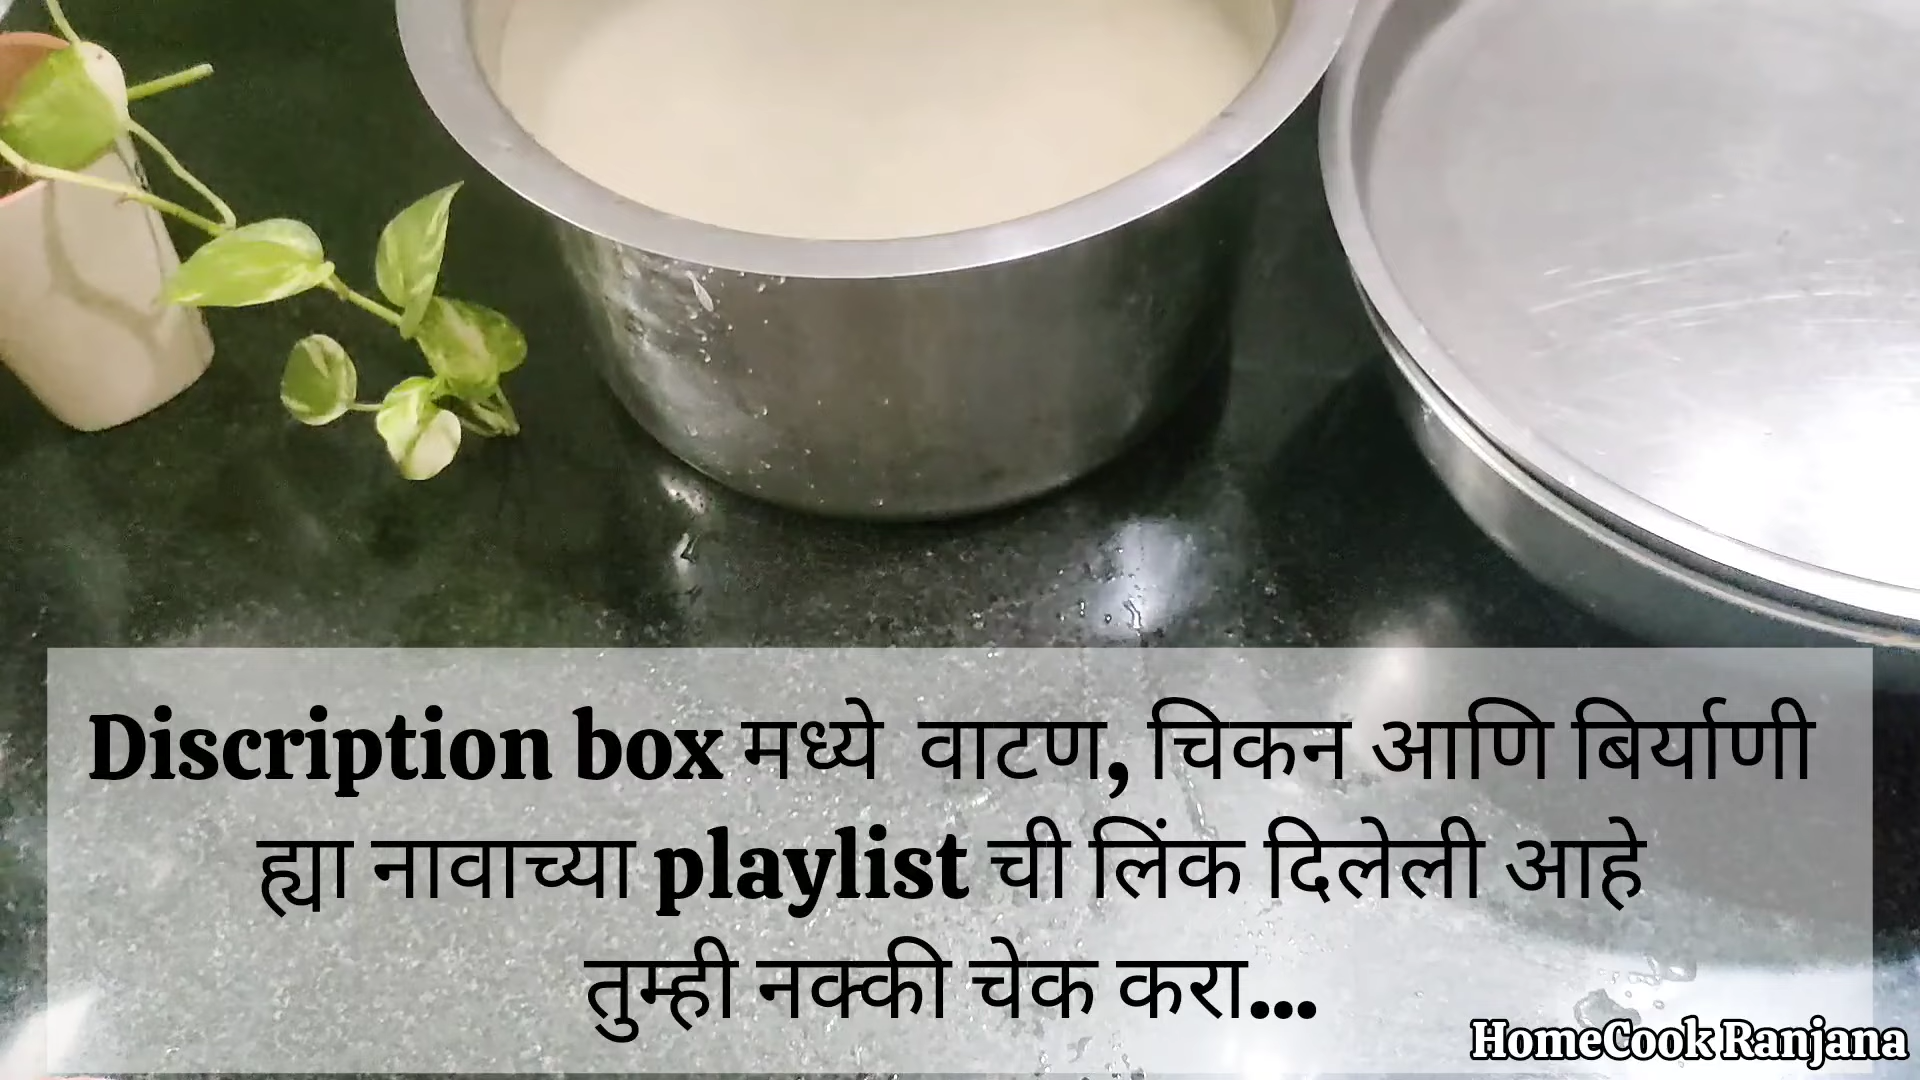 Discription box मध्ये वाटण, चिकन आणि बिर्याणी
ह्या नावाच्या playlist ची लिंक दिलेली आहे
तुम्ही नक्की चेक करा...
HomeCook Ranjana